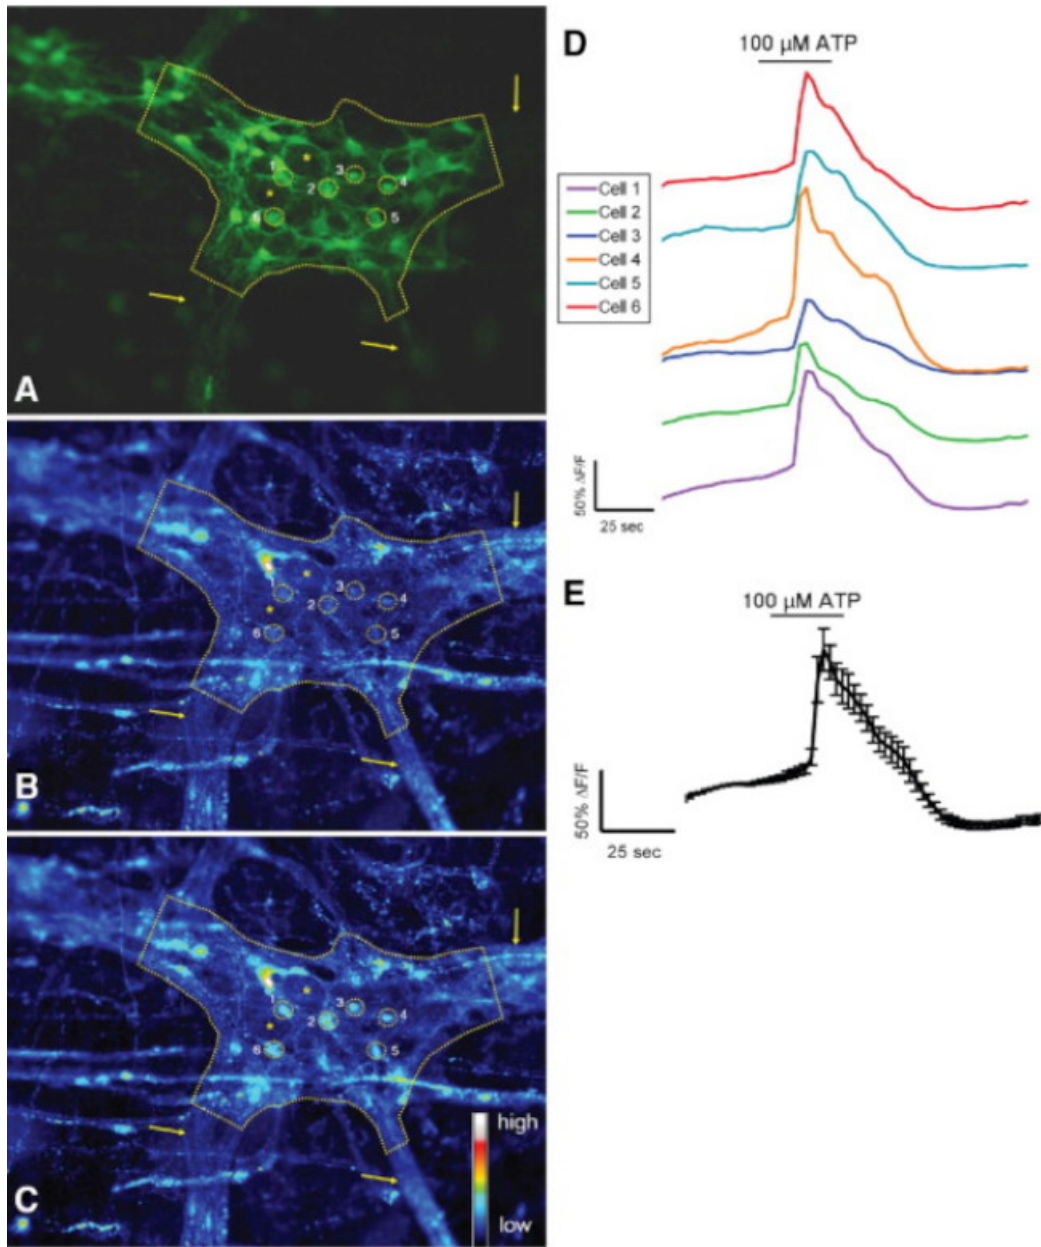 A
1
2
3
4
5
6
*
*
B
1
2
3
4
5
6
*
*
C
1
2
3
4
5
6
*
*
high
low
D
100 µM ATP
Cell 1
Cell 2
Cell 3
Cell 4
Cell 5
Cell 6
50% ΔF/F
25 sec
E
100 µM ATP
50% ΔF/F
25 sec